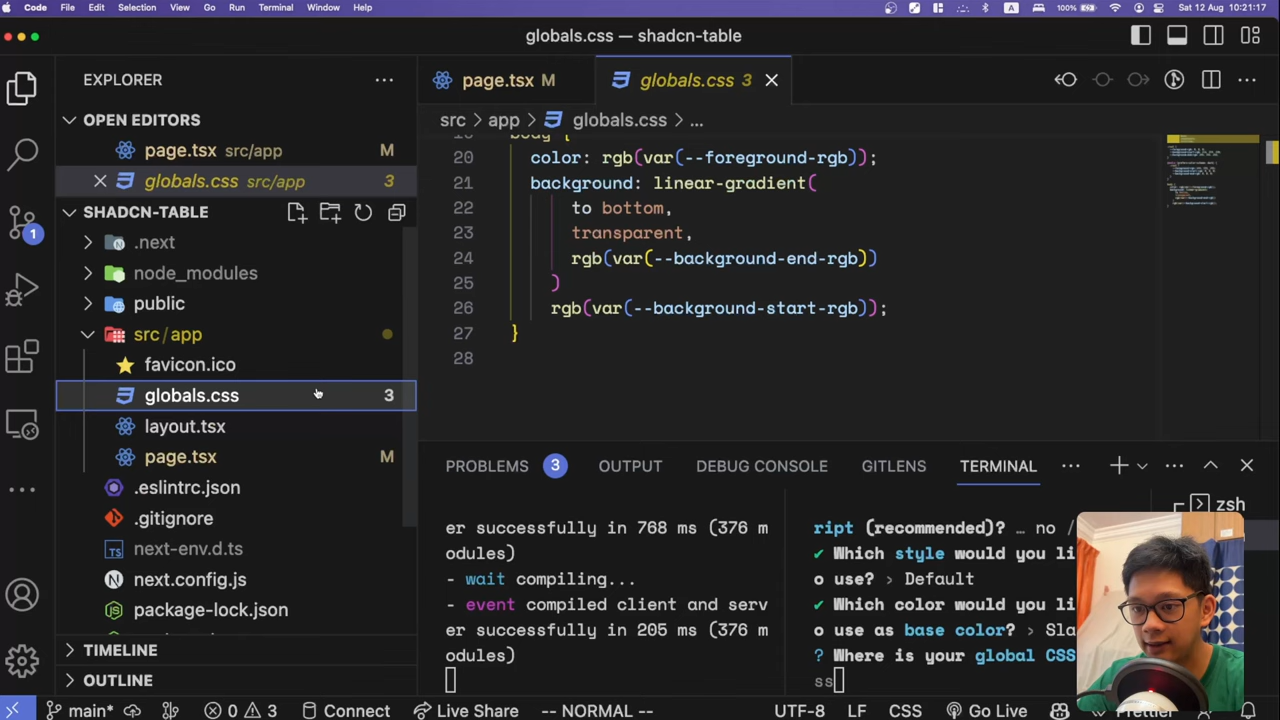 Code File Edit Selection View Go Run Terminal Window Help
A 100% Sat 12 Aug 10:21:17
globals.css — shadcn-table
EXPLORER
OPEN EDITORS
page.tsx src/app M
globals.css src/app 3
SHADCN-TABLE
.next
node_modules
public
src/app
favicon.ico
globals.css 3
layout.tsx
page.tsx M
.eslintrc.json
.gitignore
next-env.d.ts
next.config.js
package-lock.json
TIMELINE
OUTLINE
1
page.tsx M
globals.css 3
src > app > globals.css > ...
body {
20 color: rgb(var(--foreground-rgb));
21 background: linear-gradient(
22 to bottom,
23 transparent,
24 rgb(var(--background-end-rgb))
25 )
26 rgb(var(--background-start-rgb));
27 }
28
PROBLEMS 3 OUTPUT DEBUG CONSOLE GITLENS TERMINAL
er successfully in 768 ms (376 m
odules)
- wait compiling...
- event compiled client and serv
er successfully in 205 ms (376 m
odules)
ript (recommended)? … no /
✔ Which style would you li
o use? › Default
✔ Which color would you li
o use as base color? › Sla
? Where is your global CSS
ss
zsh
main* 0 3 Connect Live Share -- NORMAL -- UTF-8 LF CSS Go Live Prettier